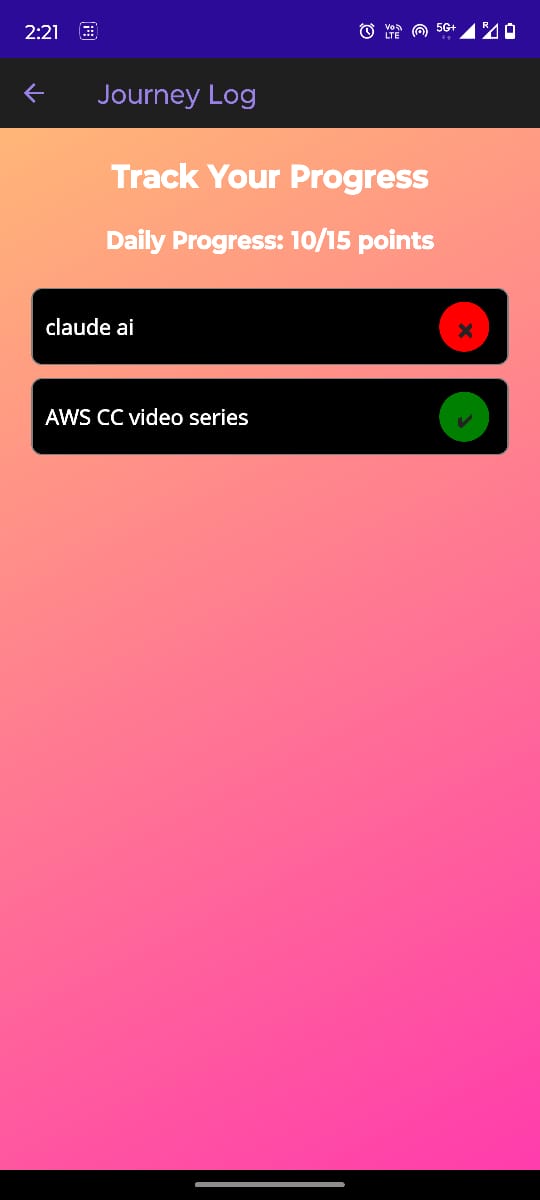 2:21
Vo LTE 5G+ R
Journey Log
Track Your Progress
Daily Progress: 10/15 points
claude ai
AWS CC video series